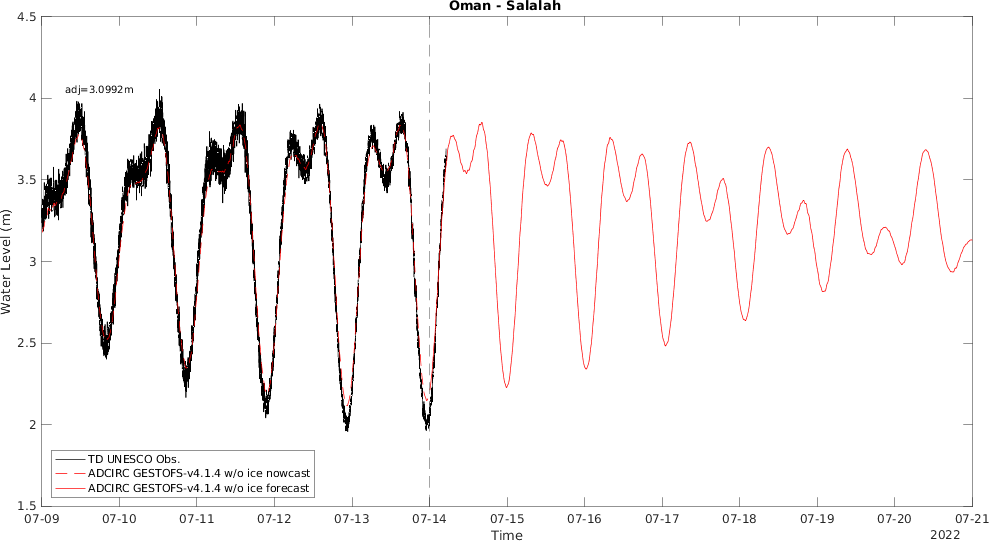 Oman - Salalah
4.5
adj=3.0992m
4
3.5
3
2.5
2
1.5
Water Level (m)
TD UNESCO Obs.
ADCIRC GESTOFS-v4.1.4 w/o ice nowcast
ADCIRC GESTOFS-v4.1.4 w/o ice forecast
07-09 07-10 07-11 07-12 07-13 07-14 07-15 07-16 07-17 07-18 07-19 07-20 07-21
Time
2022